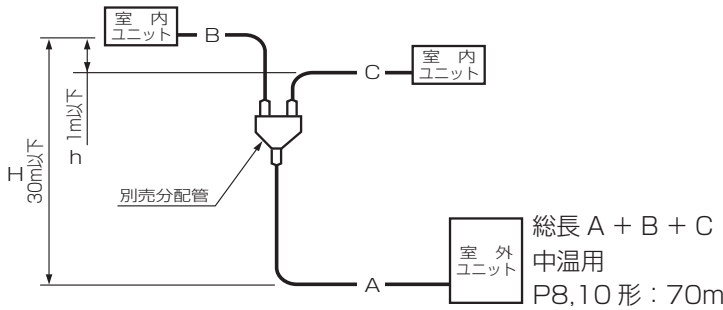 室 内
ユニット
B
室 内
ユニット
C
1m以下
h
H
30m以下
別売分配管
室 外
ユニット
A
総長 A + B + C
中温用
P8,10 形：70m